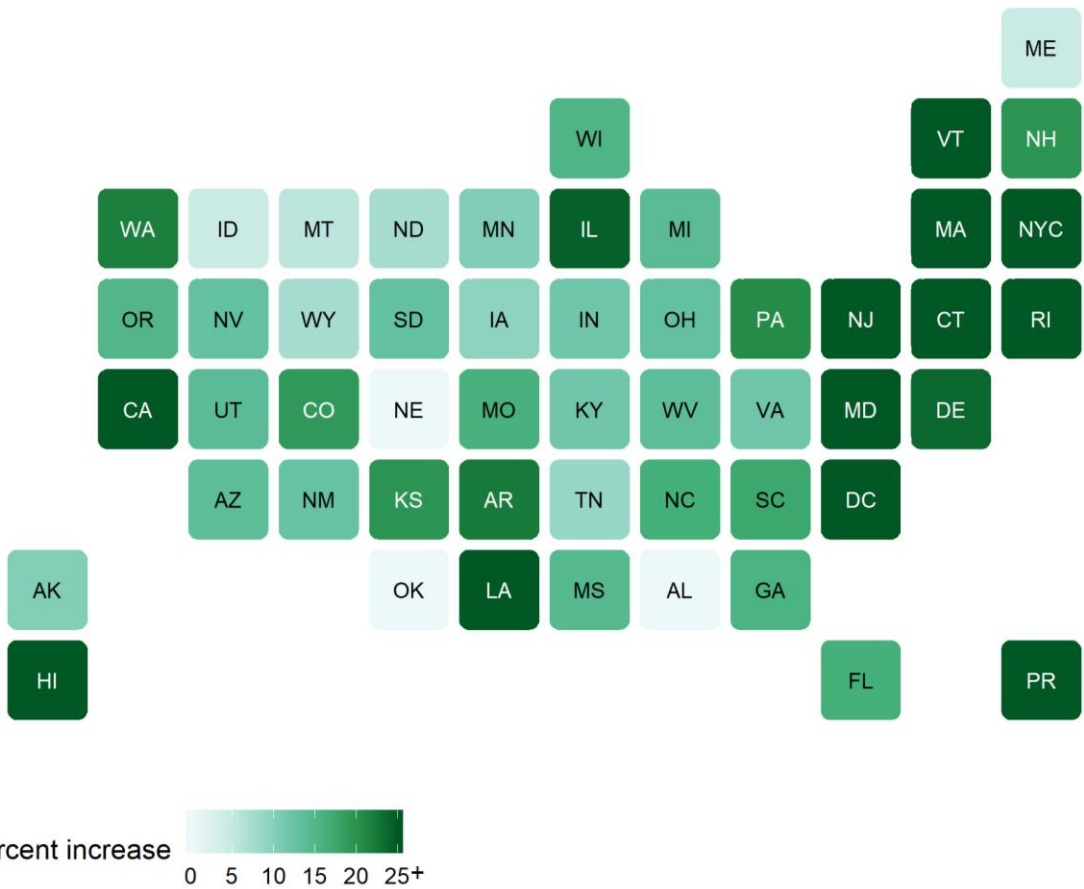 ME
WI VT NH
WA ID MT ND MN IL MI MA NYC
OR NV WY SD IA IN OH PA NJ CT RI
CA UT CO NE MO KY WV VA MD DE
AZ NM KS AR TN NC SC DC
AK OK LA MS AL GA
HI FL PR
rcent increase
0 5 10 15 20 25+